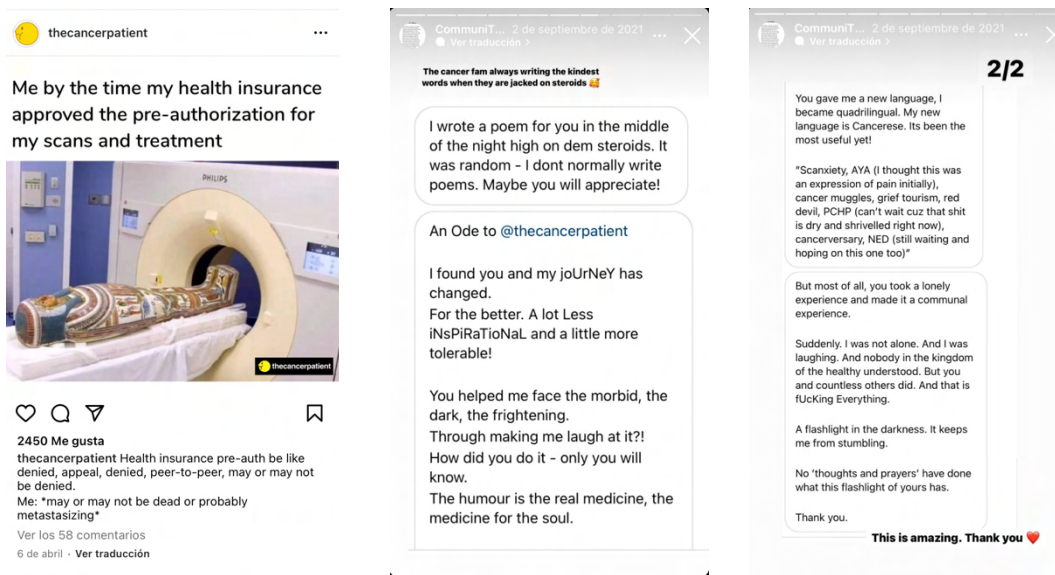 thecancerpatient
Me by the time my health insurance
approved the pre-authorization for
my scans and treatment
PHILIPS
thecancerpatient
2450 Me gusta
thecancerpatient Health insurance pre-auth be like
denied, appeal, denied, peer-to-peer, may or may not
be denied.
Me: *may or may not be dead or probably
metastasizing*
Ver los 58 comentarios
6 de abril · Ver traducción
CommuniT... 2 de septiembre de 2021
Ver traducción >
The cancer fam always writing the kindest
words when they are jacked on steroids 🥰
I wrote a poem for you in the middle
of the night high on dem steroids. It
was random - I dont normally write
poems. Maybe you will appreciate!
An Ode to @thecancerpatient
I found you and my joUrNeY has
changed.
For the better. A lot Less
iNsPiRaTioNaL and a little more
tolerable!
You helped me face the morbid, the
dark, the frightening.
Through making me laugh at it?!
How did you do it - only you will
know.
The humour is the real medicine, the
medicine for the soul.
CommuniT... 2 de septiembre de 2021
Ver traducción >
2/2
You gave me a new language, I
became quadrilingual. My new
language is Cancerese. Its been the
most useful yet!
"Scanxiety, AYA (I thought this was
an expression of pain initially),
cancer muggles, grief tourism, red
devil, PCHP (can't wait cuz that shit
is dry and shrivelled right now),
cancerversary, NED (still waiting and
hoping on this one too)"
But most of all, you took a lonely
experience and made it a communal
experience.
Suddenly. I was not alone. And I was
laughing. And nobody in the kingdom
of the healthy understood. But you
and countless others did. And that is
fUcKing Everything.
A flashlight in the darkness. It keeps
me from stumbling.
No 'thoughts and prayers' have done
what this flashlight of yours has.
Thank you.
This is amazing. Thank you ❤️